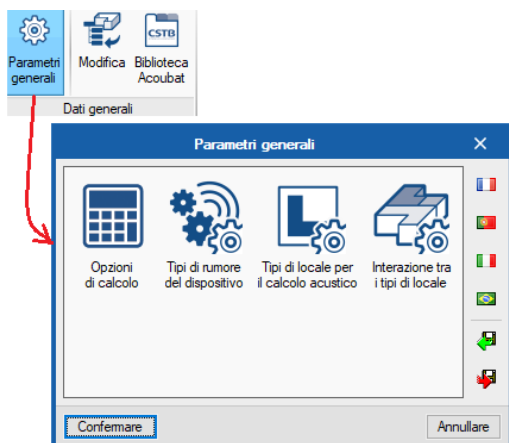 CSTB
Parametri
generali
Modifica
Biblioteca
Acoubat
Dati generali
Parametri generali
Opzioni
di calcolo
Tipi di rumore
del dispositivo
Tipi di locale per
il calcolo acustico
Interazione tra
i tipi di locale
Confermare
Annullare